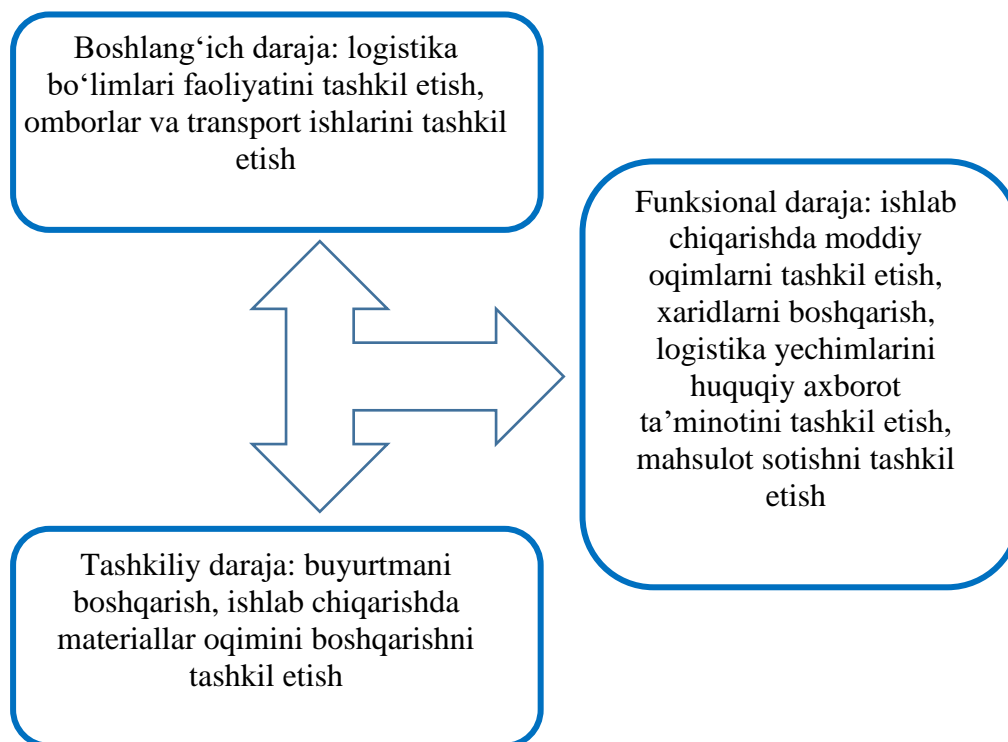 Boshlang‘ich daraja: logistika
bo‘limlari faoliyatini tashkil etish,
omborlar va transport ishlarini tashkil
etish
Funksional daraja: ishlab
chiqarishda moddiy
oqimlarni tashkil etish,
xaridlarni boshqarish,
logistika yechimlarini
huquqiy axborot
ta’minotini tashkil etish,
mahsulot sotishni tashkil
etish
Tashkiliy daraja: buyurtmani
boshqarish, ishlab chiqarishda
materiallar oqimini boshqarishni
tashkil etish